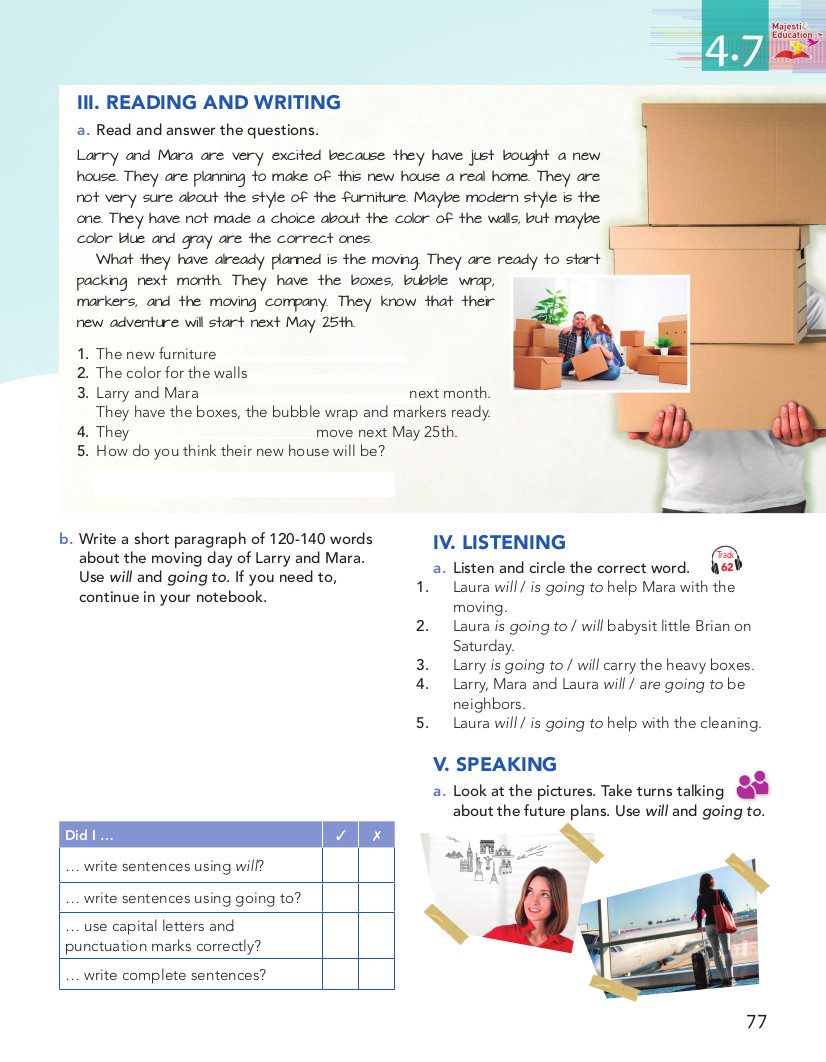 4.7
Majestic
Education
III. READING AND WRITING
a. Read and answer the questions.
Larry and Mara are very excited because they have just bought a new
house. They are planning to make of this new house a real home. They are
not very sure about the style of the furniture. Maybe modern style is the
one. They have not made a choice about the color of the walls, but maybe
color blue and gray are the correct ones.
What they have already planned is the moving. They are ready to start
packing next month. They have the boxes, bubble wrap,
markers, and the moving company. They know that their
new adventure will start next May 25th.
1. The new furniture
2. The color for the walls
3. Larry and Mara next month.
They have the boxes, the bubble wrap and markers ready.
4. They move next May 25th.
5. How do you think their new house will be?
b. Write a short paragraph of 120-140 words
about the moving day of Larry and Mara.
Use will and going to. If you need to,
continue in your notebook.
Did I … ✓ ✗
… write sentences using will?
… write sentences using going to?
… use capital letters and
punctuation marks correctly?
… write complete sentences?
IV. LISTENING
a. Listen and circle the correct word.
Track
62
1. Laura will / is going to help Mara with the
moving.
2. Laura is going to / will babysit little Brian on
Saturday.
3. Larry is going to / will carry the heavy boxes.
4. Larry, Mara and Laura will / are going to be
neighbors.
5. Laura will / is going to help with the cleaning.
V. SPEAKING
a. Look at the pictures. Take turns talking
about the future plans. Use will and going to.
77